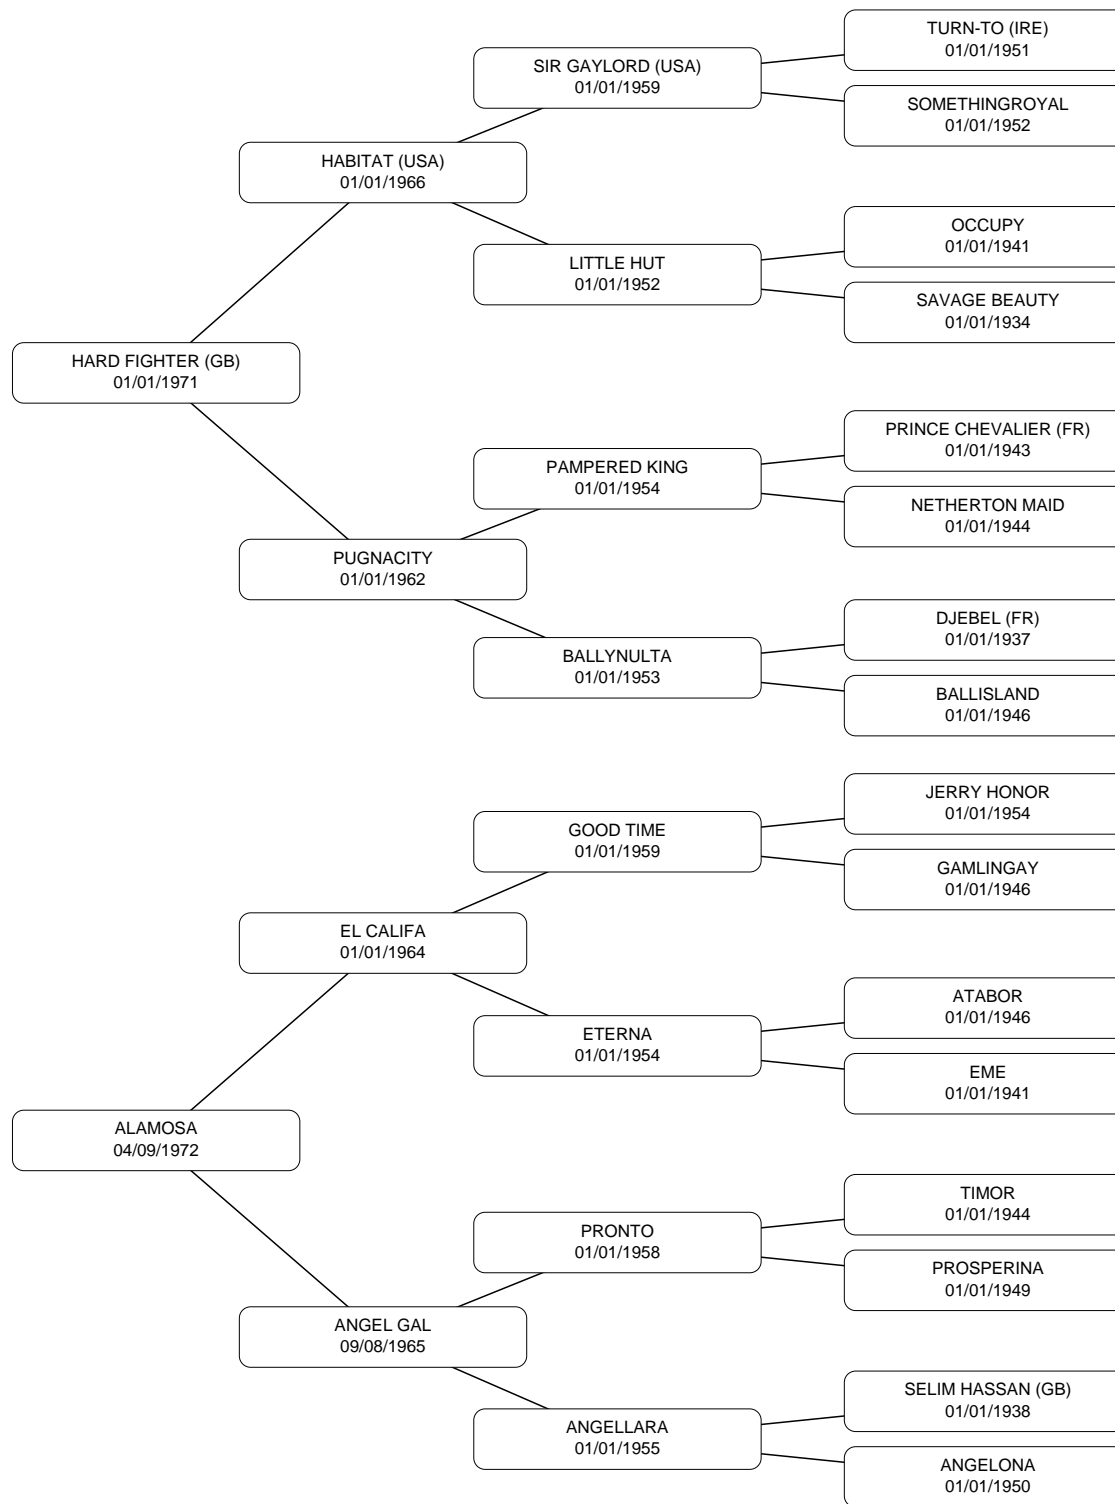 TURN-TO (IRE)
01/01/1951
SIR GAYLORD (USA)
01/01/1959
SOMETHINGROYAL
01/01/1952
HABITAT (USA)
01/01/1966
OCCUPY
01/01/1941
LITTLE HUT
01/01/1952
SAVAGE BEAUTY
01/01/1934
HARD FIGHTER (GB)
01/01/1971
PRINCE CHEVALIER (FR)
01/01/1943
PAMPERED KING
01/01/1954
NETHERTON MAID
01/01/1944
PUGNACITY
01/01/1962
DJEBEL (FR)
01/01/1937
BALLYNULTA
01/01/1953
BALLISLAND
01/01/1946
JERRY HONOR
01/01/1954
GOOD TIME
01/01/1959
GAMLINGAY
01/01/1946
EL CALIFA
01/01/1964
ATABOR
01/01/1946
ETERNA
01/01/1954
EME
01/01/1941
ALAMOSA
04/09/1972
TIMOR
01/01/1944
PRONTO
01/01/1958
PROSPERINA
01/01/1949
ANGEL GAL
09/08/1965
SELIM HASSAN (GB)
01/01/1938
ANGELLARA
01/01/1955
ANGELONA
01/01/1950